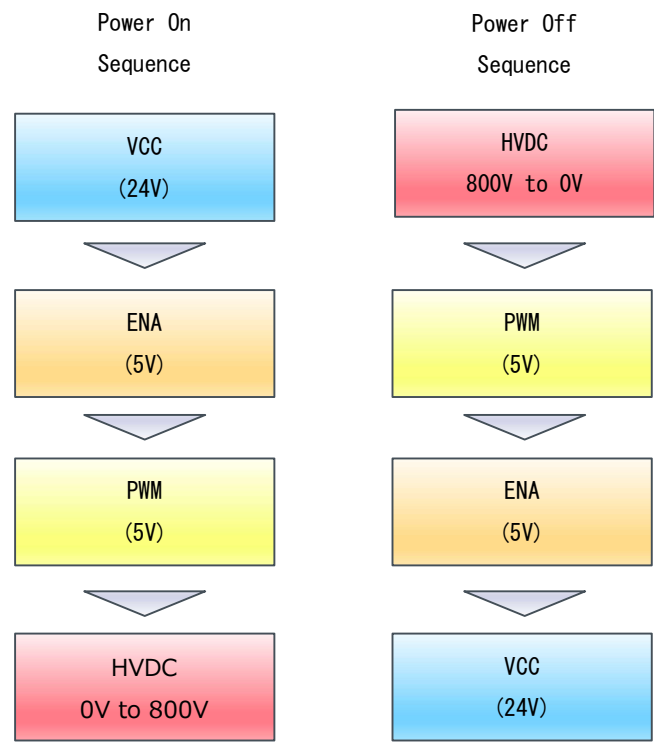 Power On
Sequence
VCC
(24V)
ENA
(5V)
PWM
(5V)
HVDC
0V to 800V
Power Off
Sequence
HVDC
800V to 0V
PWM
(5V)
ENA
(5V)
VCC
(24V)